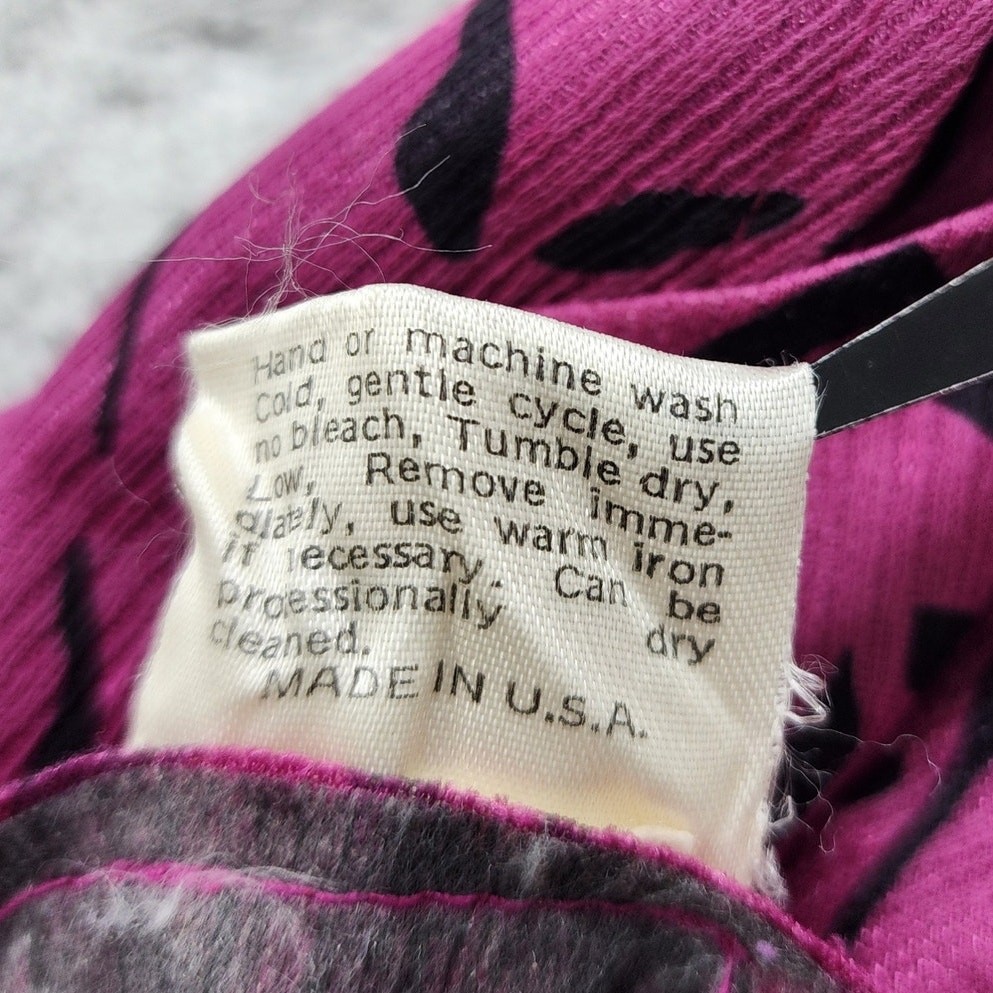 Hand or machine wash
Cold, gentle cycle, use
no bleach, Tumble dry,
Low, Remove imme-
diately, use warm iron
if necessary. Can be
professionally dry
cleaned.
MADE IN U.S.A.